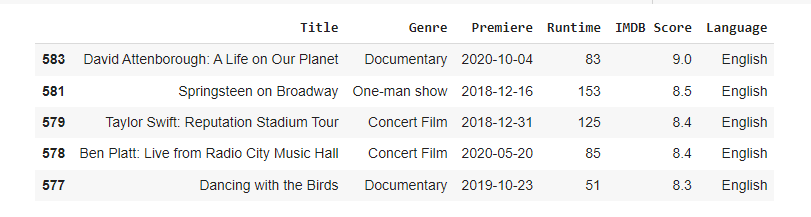 Title Genre Premiere Runtime IMDB Score Language
583 David Attenborough: A Life on Our Planet Documentary 2020-10-04 83 9.0 English
581 Springsteen on Broadway One-man show 2018-12-16 153 8.5 English
579 Taylor Swift: Reputation Stadium Tour Concert Film 2018-12-31 125 8.4 English
578 Ben Platt: Live from Radio City Music Hall Concert Film 2020-05-20 85 8.4 English
577 Dancing with the Birds Documentary 2019-10-23 51 8.3 English